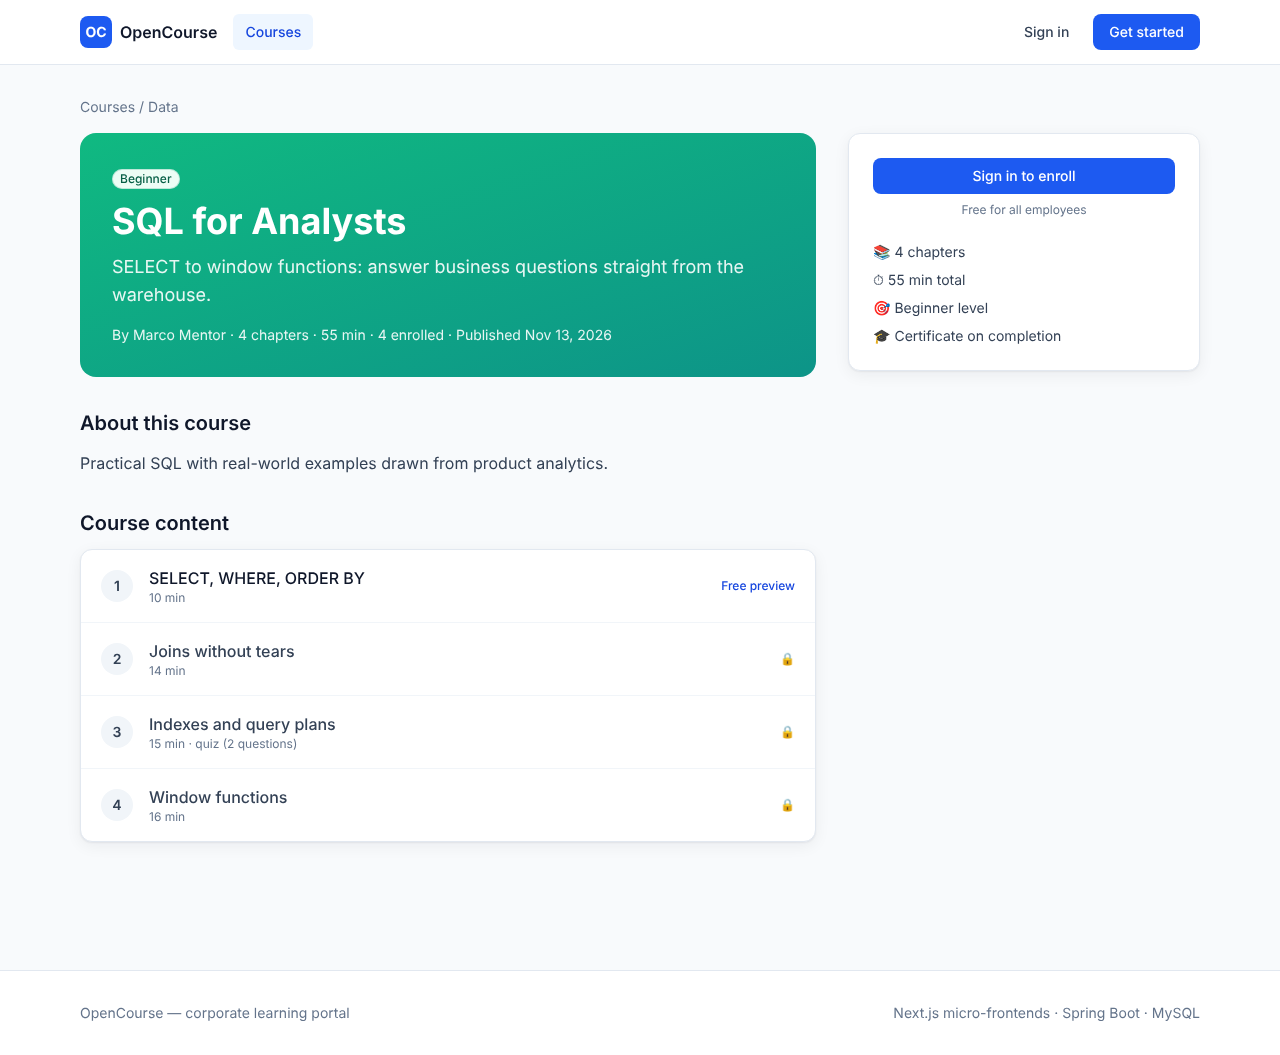 OC OpenCourse Courses Sign in Get started
Courses / Data
Beginner
SQL for Analysts
SELECT to window functions: answer business questions straight from the
warehouse.
By Marco Mentor · 4 chapters · 55 min · 4 enrolled · Published Nov 13, 2026
Sign in to enroll
Free for all employees
📚 4 chapters
⏱ 55 min total
🎯 Beginner level
🎓 Certificate on completion
About this course
Practical SQL with real-world examples drawn from product analytics.
Course content
1 SELECT, WHERE, ORDER BY Free preview
10 min
2 Joins without tears 🔒
14 min
3 Indexes and query plans 🔒
15 min · quiz (2 questions)
4 Window functions 🔒
16 min
OpenCourse — corporate learning portal Next.js micro-frontends · Spring Boot · MySQL